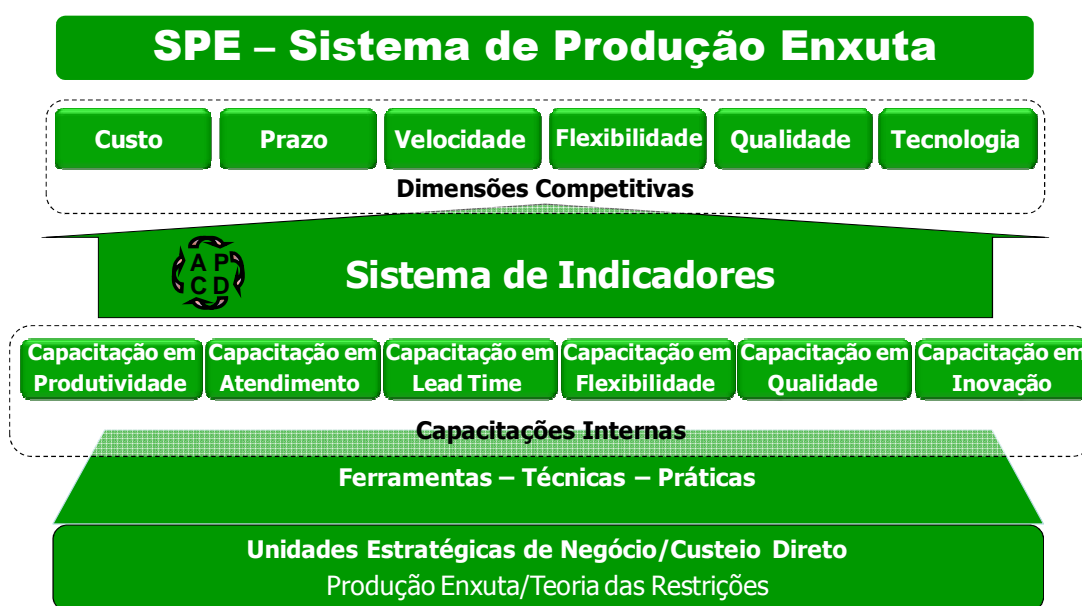 SPE – Sistema de Produção Enxuta
Custo
Prazo
Velocidade
Flexibilidade
Qualidade
Tecnologia
Dimensões Competitivas
A P
C D
Sistema de Indicadores
Capacitação em
Produtividade
Capacitação em
Atendimento
Capacitação em
Lead Time
Capacitação em
Flexibilidade
Capacitação em
Qualidade
Capacitação em
Inovação
Capacitações Internas
Ferramentas – Técnicas – Práticas
Unidades Estratégicas de Negócio/Custeio Direto
Produção Enxuta/Teoria das Restrições